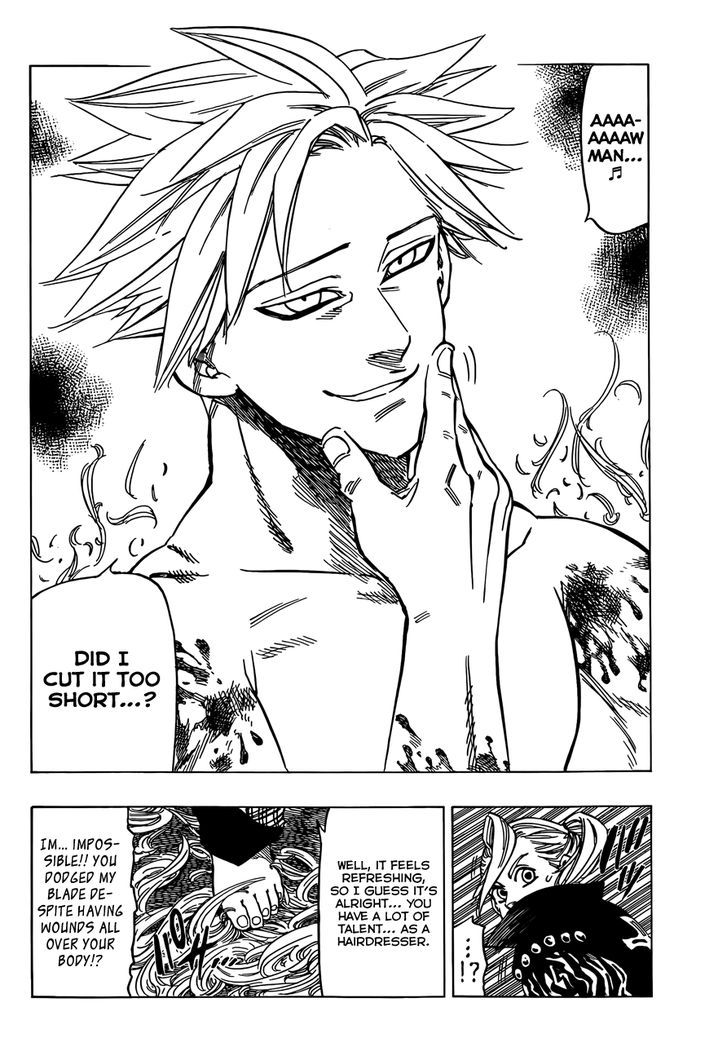 AAAA-
AAAAW
MAN...
♬
DID I
CUT IT TOO
SHORT...?
...!?
WELL, IT FEELS
REFRESHING,
SO I GUESS IT'S
ALRIGHT... YOU
HAVE A LOT OF
TALENT... AS A
HAIRDRESSER.
IM... IMPOS-
SIBLE!! YOU
DODGED MY
BLADE DE-
SPITE HAVING
WOUNDS ALL
OVER YOUR
BODY!?